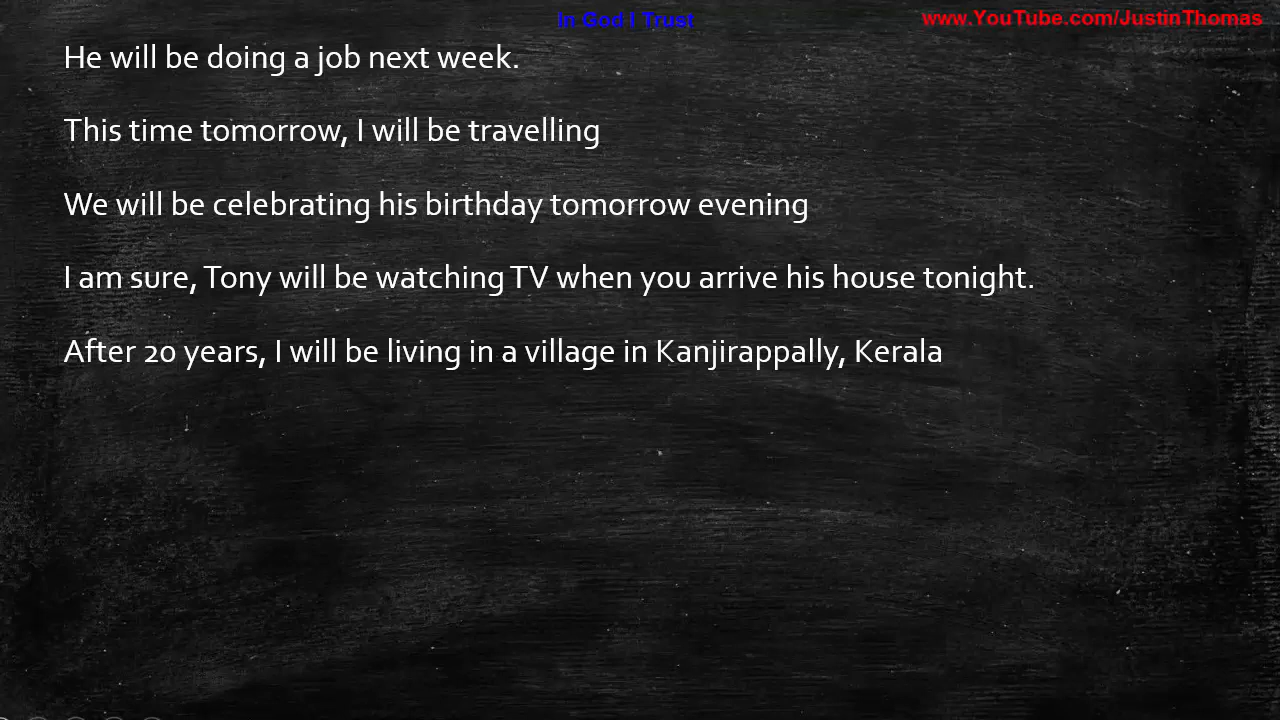 In God I Trust
www.YouTube.com/JustinThomas
He will be doing a job next week.
This time tomorrow, I will be travelling
We will be celebrating his birthday tomorrow evening
I am sure, Tony will be watching TV when you arrive his house tonight.
After 20 years, I will be living in a village in Kanjirappally, Kerala